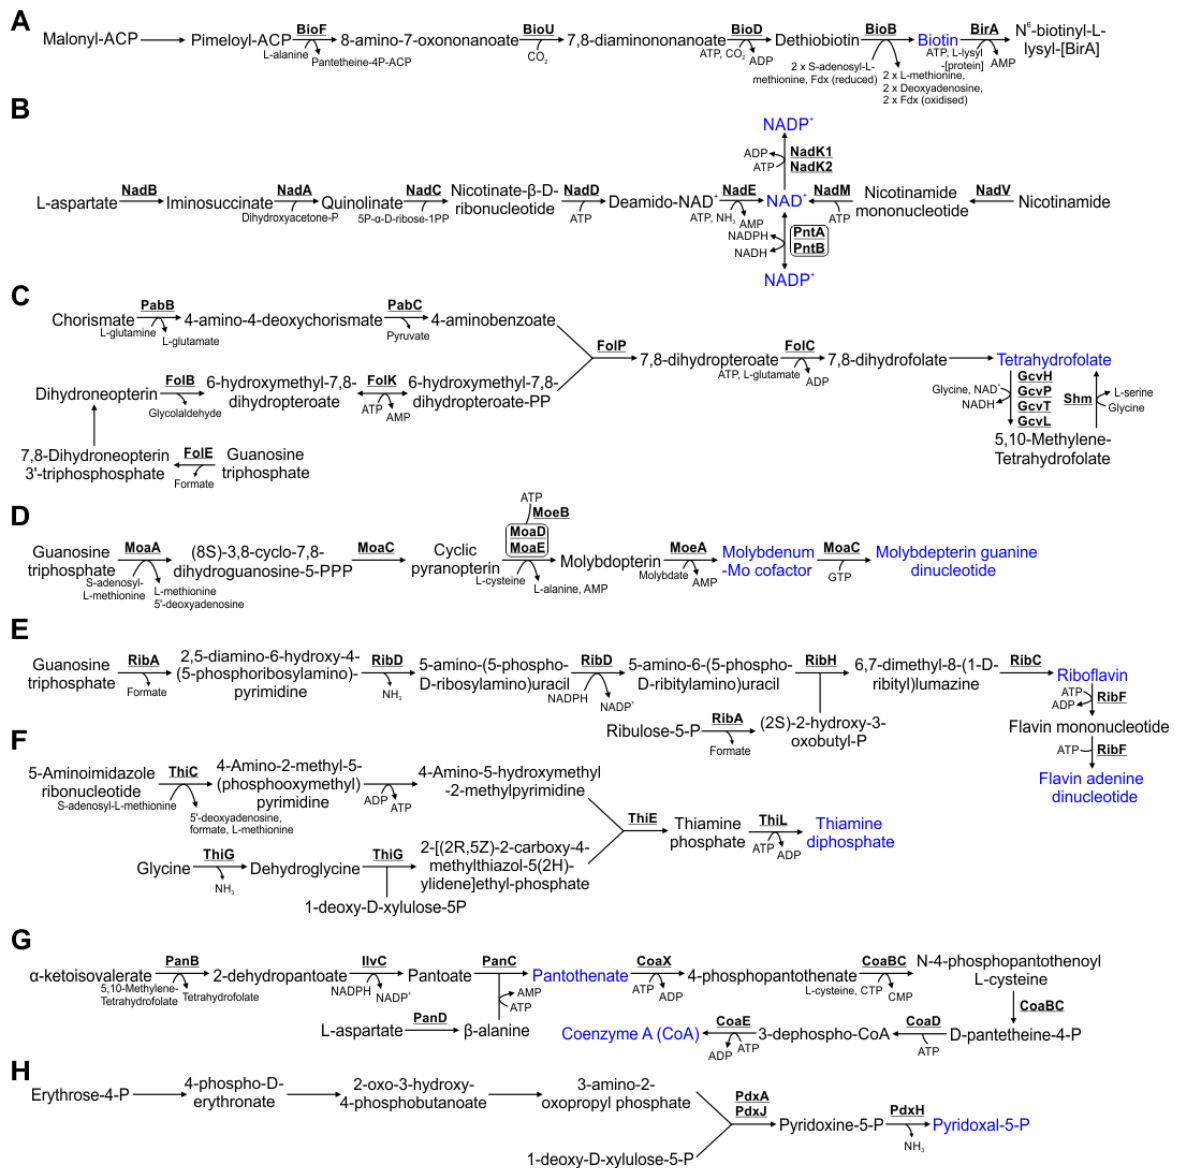 A
Malonyl-ACP
Pimeloyl-ACP
BioF
L-alanine
Pantetheine-4P-ACP
8-amino-7-oxononanoate
BioU
CO₂
7,8-diaminononanoate
BioD
ATP, CO₂
ADP
Dethiobiotin
BioB
2 x S-adenosyl-L-
methionine, Fdx (reduced)
2 x L-methionine,
2 x Deoxyadenosine,
2 x Fdx (oxidised)
Biotin
BirA
ATP, L-lysyl
-[protein]
AMP
N⁶-biotinyl-L-
lysyl-[BirA]
B
NADP⁺
ADP
ATP
NadK1
NadK2
L-aspartate
NadB
Iminosuccinate
NadA
Dihydroxyacetone-P
Quinolinate
NadC
5P-α-D-ribose-1PP
Nicotinate-β-D-
ribonucleotide
NadD
ATP
Deamido-NAD⁺
NadE
ATP, NH₃
AMP
NAD⁺
NadM
ATP
Nicotinamide
mononucleotide
NadV
Nicotinamide
NADPH
NADH
PntA
PntB
NADP⁺
C
Chorismate
PabB
L-glutamine
L-glutamate
4-amino-4-deoxychorismate
PabC
Pyruvate
4-aminobenzoate
FolP
7,8-dihydropteroate
FolC
ATP, L-glutamate
ADP
7,8-dihydrofolate
Tetrahydrofolate
Dihydroneopterin
FolB
Glycolaldehyde
6-hydroxymethyl-7,8-
dihydropteroate
FolK
ATP
AMP
6-hydroxymethyl-7,8-
dihydropteroate-PP
Glycine, NAD⁺
NADH
GcvH
GcvP
GcvT
GcvL
Shm
L-serine
Glycine
5,10-Methylene-
Tetrahydrofolate
7,8-Dihydroneopterin
3'-triphosphosphate
FolE
Formate
Guanosine
triphosphate
D
Guanosine
triphosphate
MoaA
S-adenosyl-
L-methionine
L-methionine
5'-deoxyadenosine
(8S)-3,8-cyclo-7,8-
dihydroguanosine-5-PPP
MoaC
Cyclic
pyranopterin
ATP
MoeB
MoaD
MoaE
L-cysteine
L-alanine, AMP
Molybdopterin
MoeA
Molybdate
AMP
Molybdenum
-Mo cofactor
MoaC
GTP
Molybdepterin guanine
dinucleotide
E
Guanosine
triphosphate
RibA
Formate
2,5-diamino-6-hydroxy-4-
(5-phosphoribosylamino)-
pyrimidine
RibD
NH₃
5-amino-(5-phospho-
D-ribosylamino)uracil
RibD
NADPH
NADP⁺
5-amino-6-(5-phospho-
D-ribitylamino)uracil
RibH
6,7-dimethyl-8-(1-D-
ribityl)lumazine
RibC
Riboflavin
Ribulose-5-P
RibA
Formate
(2S)-2-hydroxy-3-
oxobutyl-P
ATP
ADP
RibF
Flavin mononucleotide
ATP
RibF
Flavin adenine
dinucleotide
F
5-Aminoimidazole
ribonucleotide
ThiC
S-adenosyl-L-methionine
5'-deoxyadenosine,
formate, L-methionine
4-Amino-2-methyl-5-
(phosphooxymethyl)
pyrimidine
ADP
ATP
4-Amino-5-hydroxymethyl
-2-methylpyrimidine
ThiE
Thiamine
phosphate
ThiL
ATP
ADP
Thiamine
diphosphate
Glycine
ThiG
NH₃
Dehydroglycine
ThiG
2-[(2R,5Z)-2-carboxy-4-
methylthiazol-5(2H)-
ylidene]ethyl-phosphate
1-deoxy-D-xylulose-5P
G
α-ketoisovalerate
PanB
5,10-Methylene-
Tetrahydrofolate
Tetrahydrofolate
2-dehydropantoate
IlvC
NADPH
NADP⁺
Pantoate
PanC
AMP
ATP
Pantothenate
CoaX
ATP
ADP
4-phosphopantothenate
CoaBC
L-cysteine, CTP
CMP
N-4-phosphopantothenoyl
L-cysteine
CoaBC
L-aspartate
PanD
β-alanine
Coenzyme A (CoA)
CoaE
ADP
ATP
3-dephospho-CoA
CoaD
ATP
D-pantetheine-4-P
H
Erythrose-4-P
4-phospho-D-
erythronate
2-oxo-3-hydroxy-
4-phosphobutanoate
3-amino-2-
oxopropyl phosphate
PdxA
PdxJ
Pyridoxine-5-P
PdxH
NH₃
Pyridoxal-5-P
1-deoxy-D-xylulose-5-P